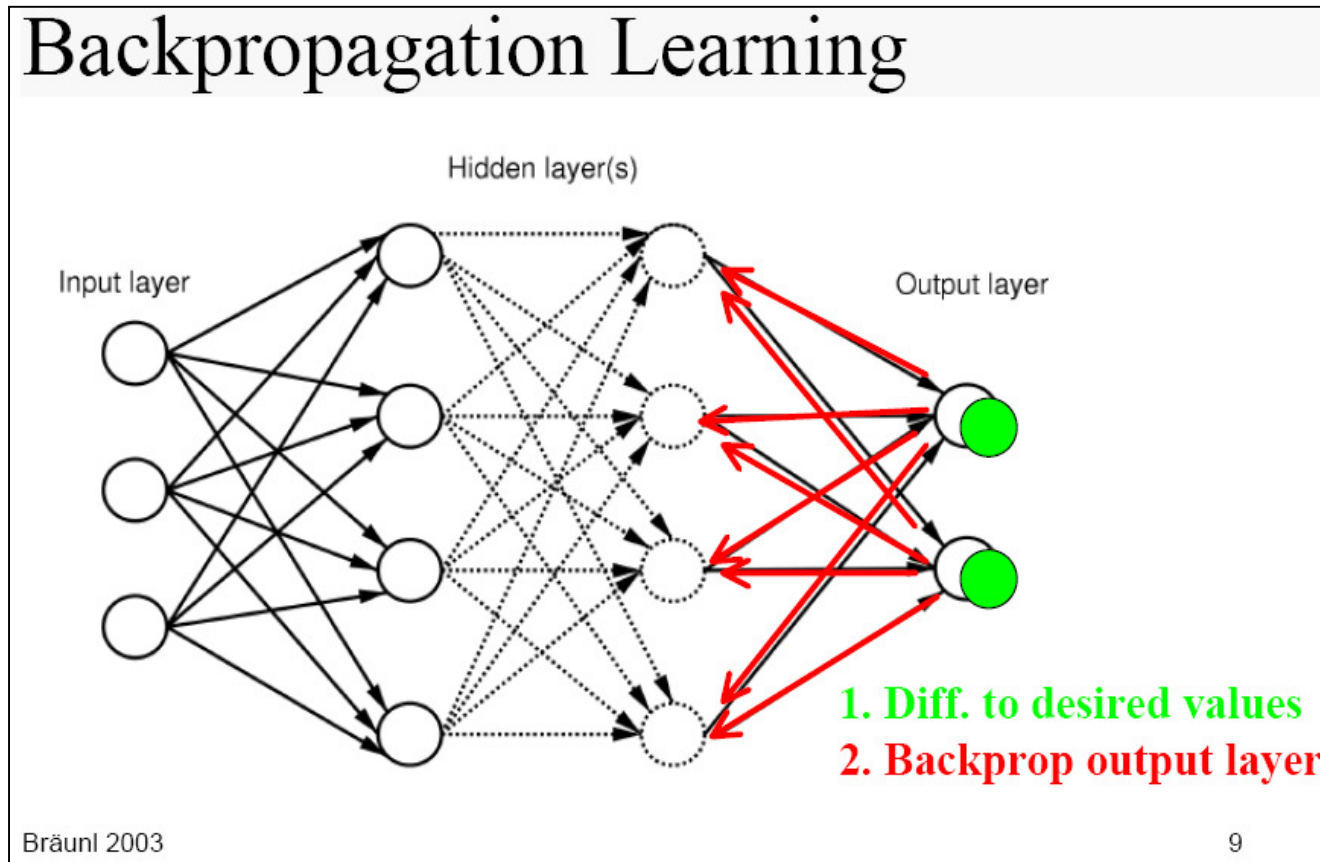 Backpropagation Learning
Hidden layer(s)
Input layer
Output layer
1. Diff. to desired values
2. Backprop output layer
Bräunl 2003
9